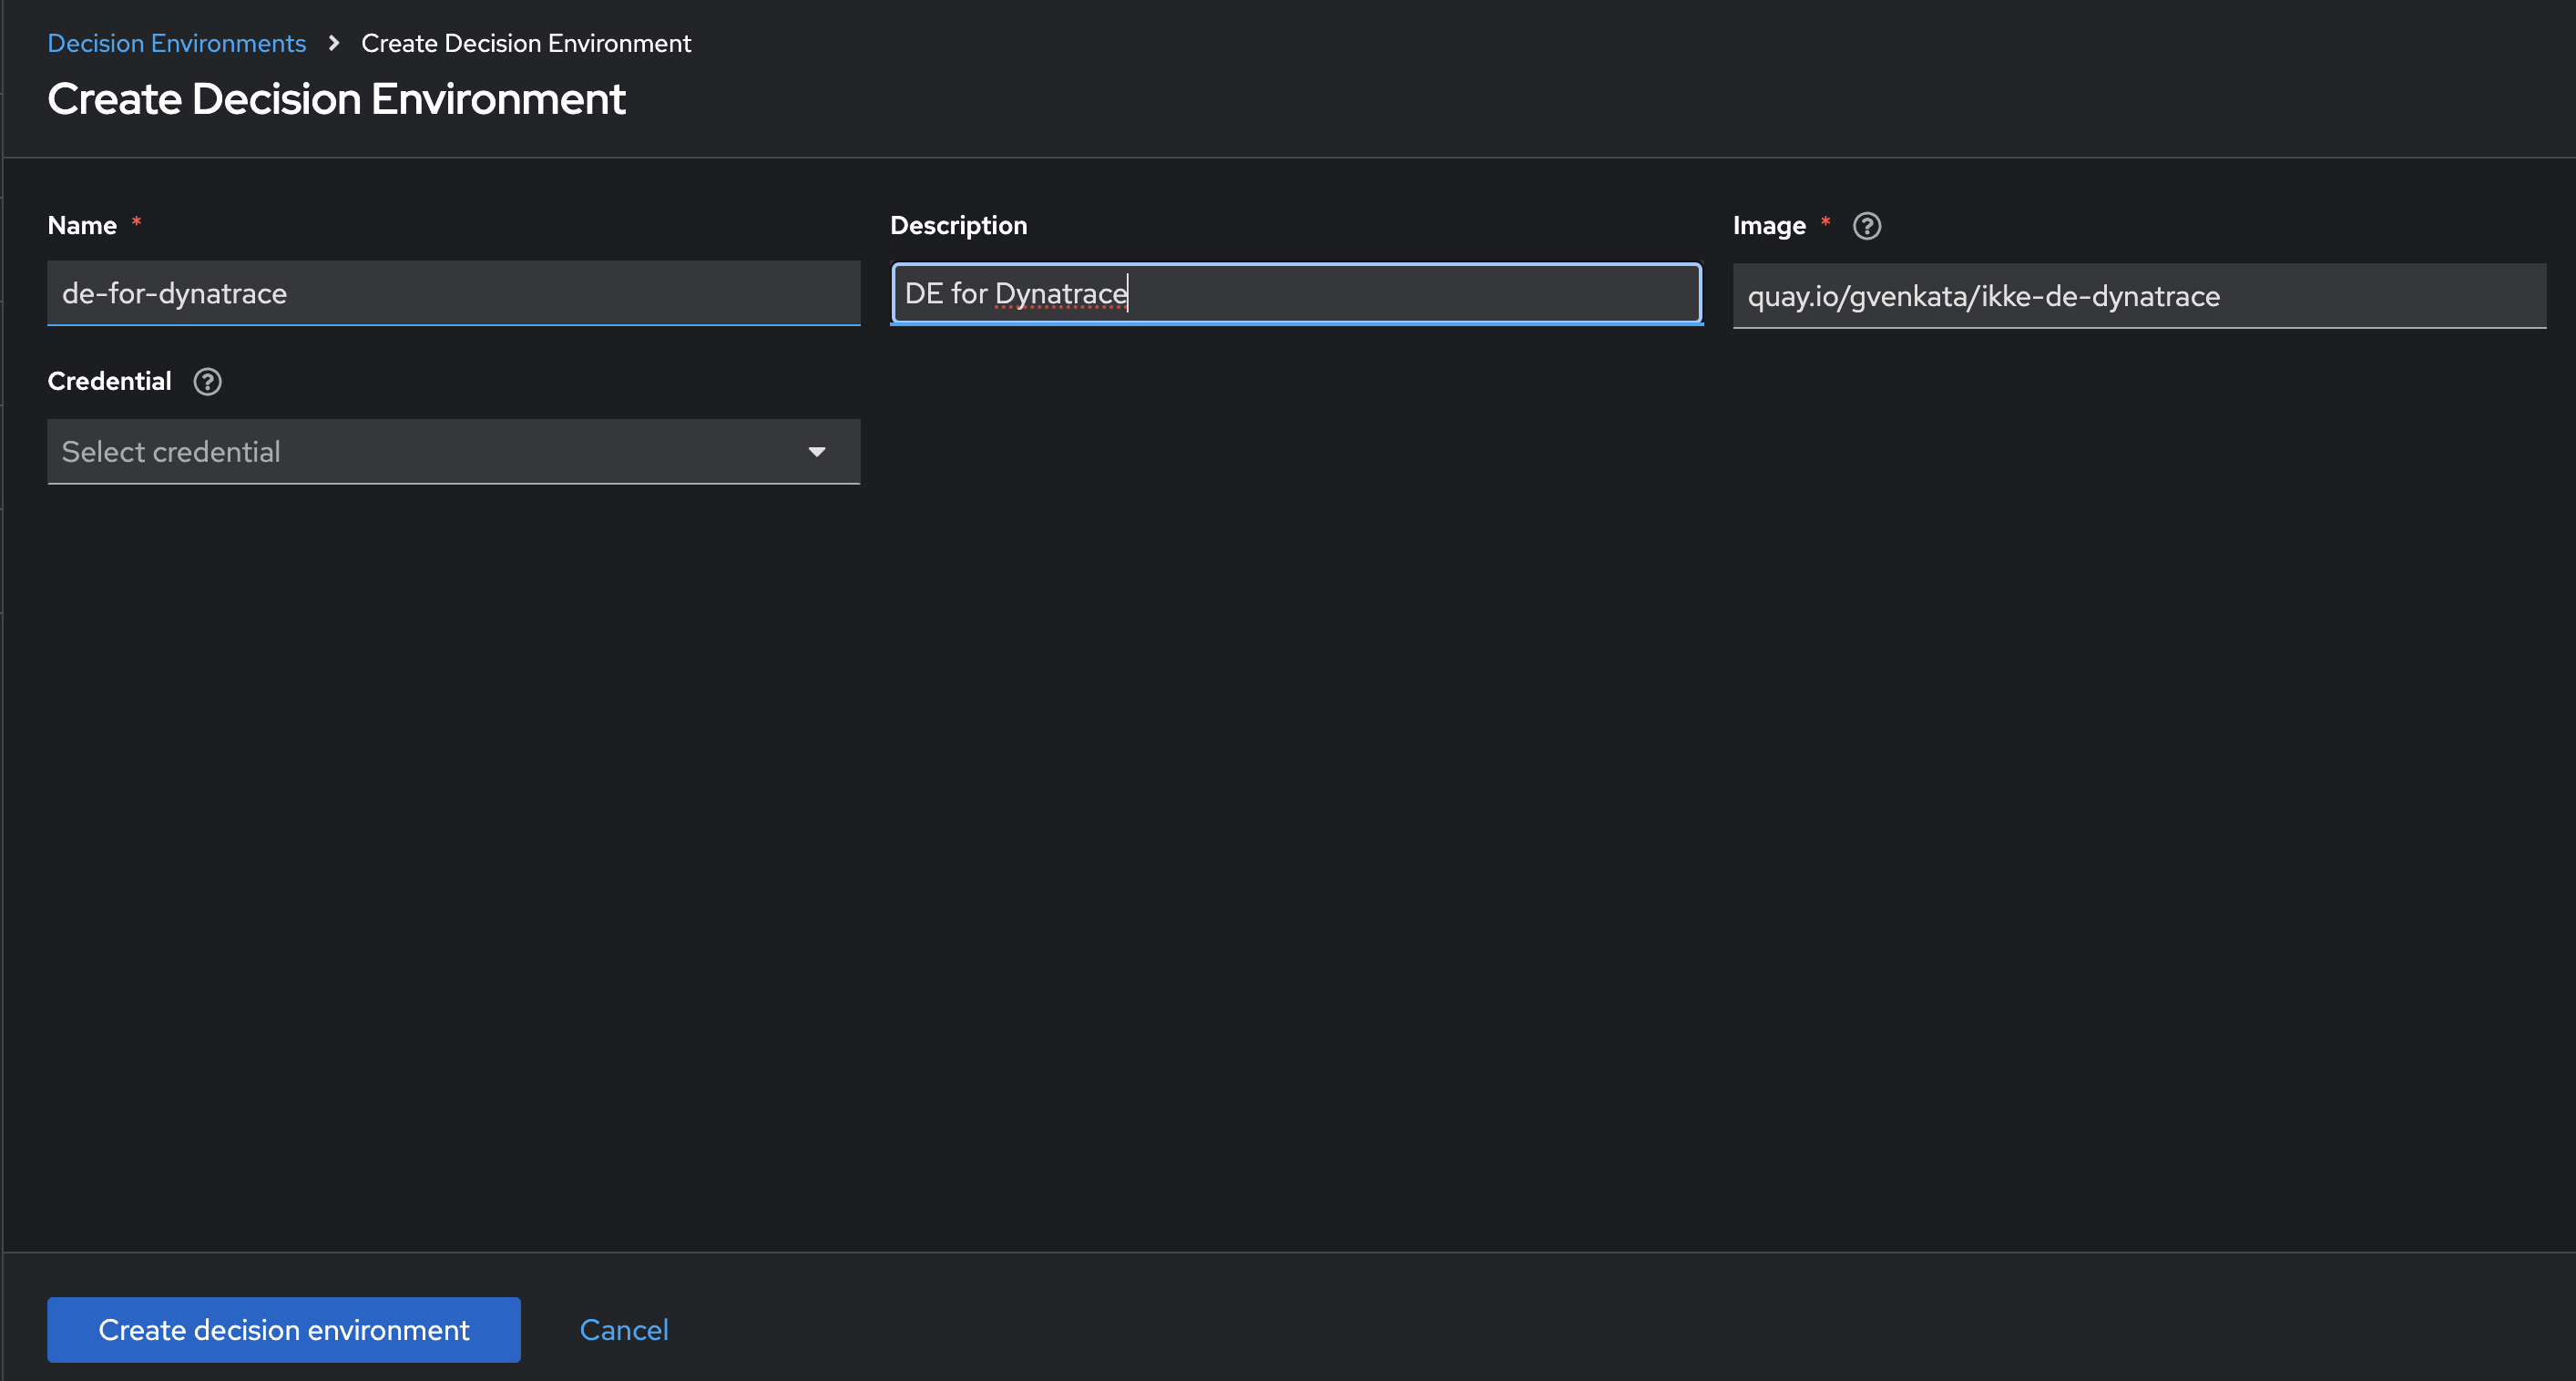 Decision Environments > Create Decision Environment
Create Decision Environment
Name * Description Image * ?
de-for-dynatrace DE for Dynatrace quay.io/gvenkata/ikke-de-dynatrace
Credential ?
Select credential
Create decision environment Cancel